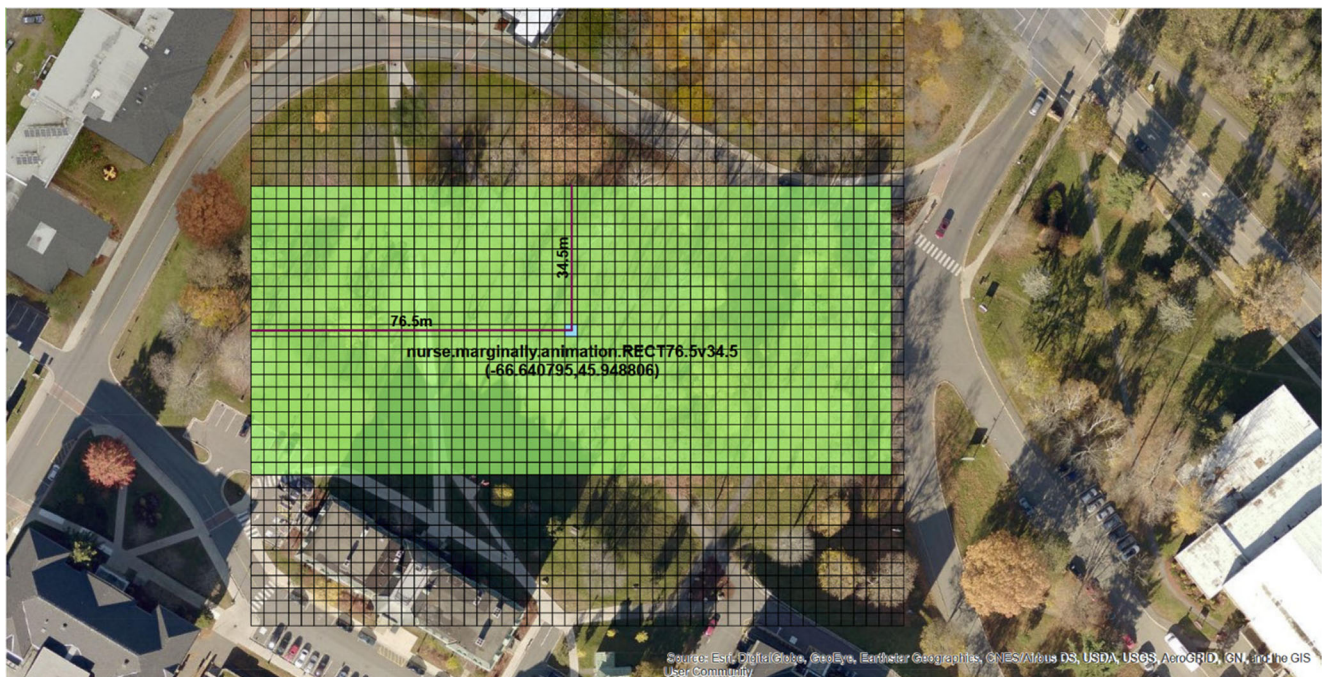 34.5m
76.5m
nurse.marginally.animation.RECT76.5v34.5
(-66.640795,45.948806)
Source: Esri, DigitalGlobe, GeoEye, Earthstar Geographics, CNES/Airbus DS, USDA, USGS, AeroGRID, IGN, and the GIS
User Community